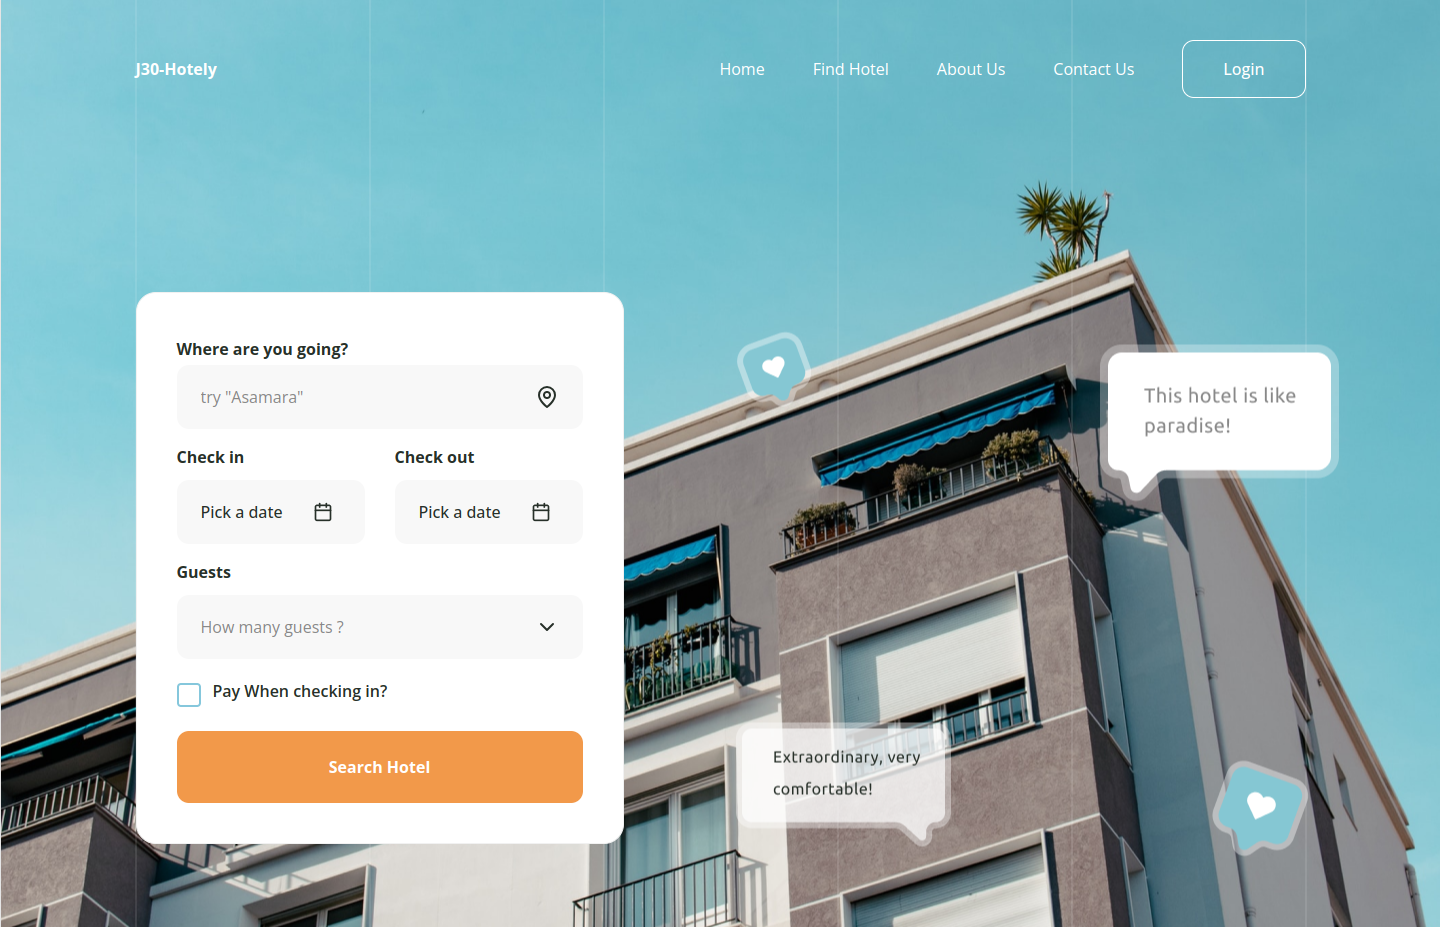 J30-Hotely
Home
Find Hotel
About Us
Contact Us
Login
Where are you going?
try "Asamara"
Check in
Check out
Pick a date
Pick a date
Guests
How many guests ?
Pay When checking in?
Search Hotel
This hotel is like
paradise!
Extraordinary, very
comfortable!